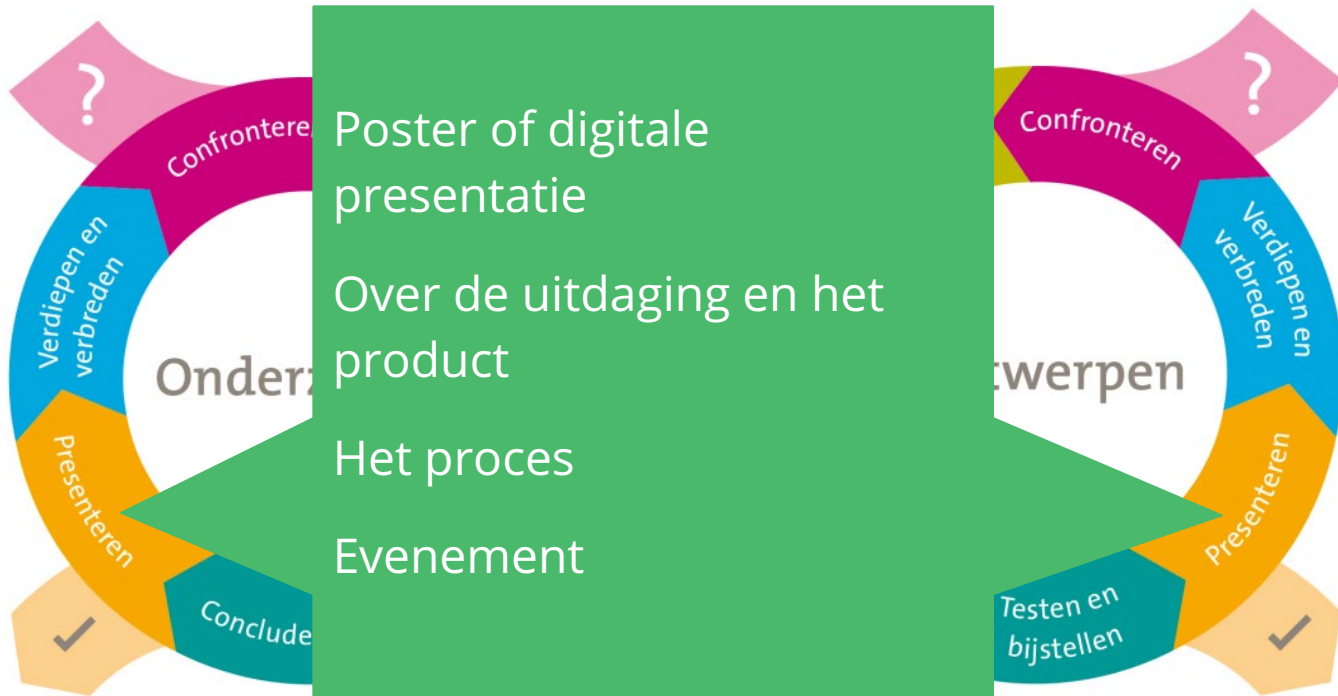 ?
Confrontere
Verdiepen en
verbreden
Onderz
Presenteren
Conclude
Poster of digitale
presentatie
Over de uitdaging en het
product
Het proces
Evenement
?
Confronteren
Verdiepen en
verbreden
twerpen
Presenteren
Testen en
bijstellen